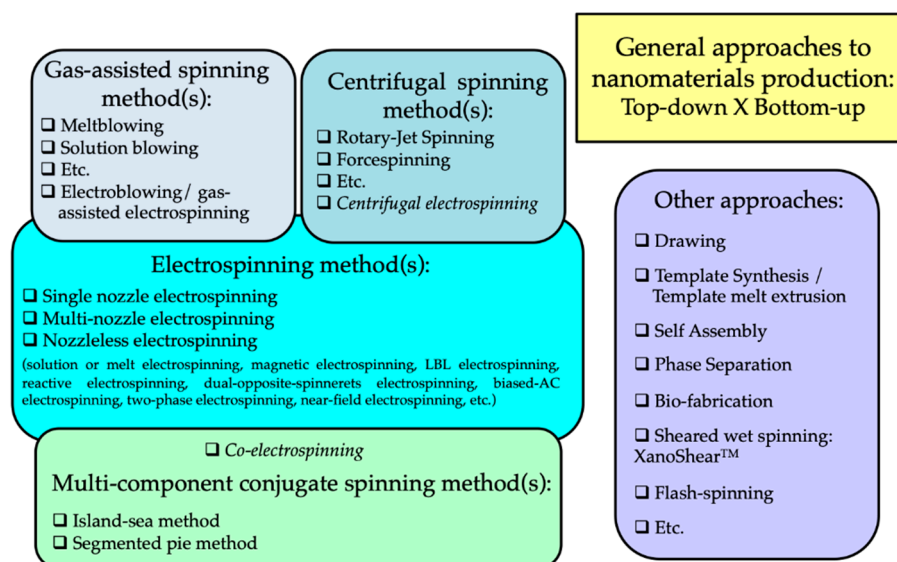 Gas-assisted spinning
method(s):
❑ Meltblowing
❑ Solution blowing
❑ Etc.
❑ Electroblowing/ gas-
assisted electrospinning
Centrifugal spinning
method(s):
❑ Rotary-Jet Spinning
❑ Forcespinning
❑ Etc.
❑ Centrifugal electrospinning
General approaches to
nanomaterials production:
Top-down X Bottom-up
Electrospinning method(s):
❑ Single nozzle electrospinning
❑ Multi-nozzle electrospinning
❑ Nozzleless electrospinning
(solution or melt electrospinning, magnetic electrospinning, LBL electrospinning,
reactive electrospinning, dual-opposite-spinnerets electrospinning, biased-AC
electrospinning, two-phase electrospinning, near-field electrospinning, etc.)
❑ Co-electrospinning
Multi-component conjugate spinning method(s):
❑ Island-sea method
❑ Segmented pie method
Other approaches:
❑ Drawing
❑ Template Synthesis /
Template melt extrusion
❑ Self Assembly
❑ Phase Separation
❑ Bio-fabrication
❑ Sheared wet spinning:
XanoShear™
❑ Flash-spinning
❑ Etc.